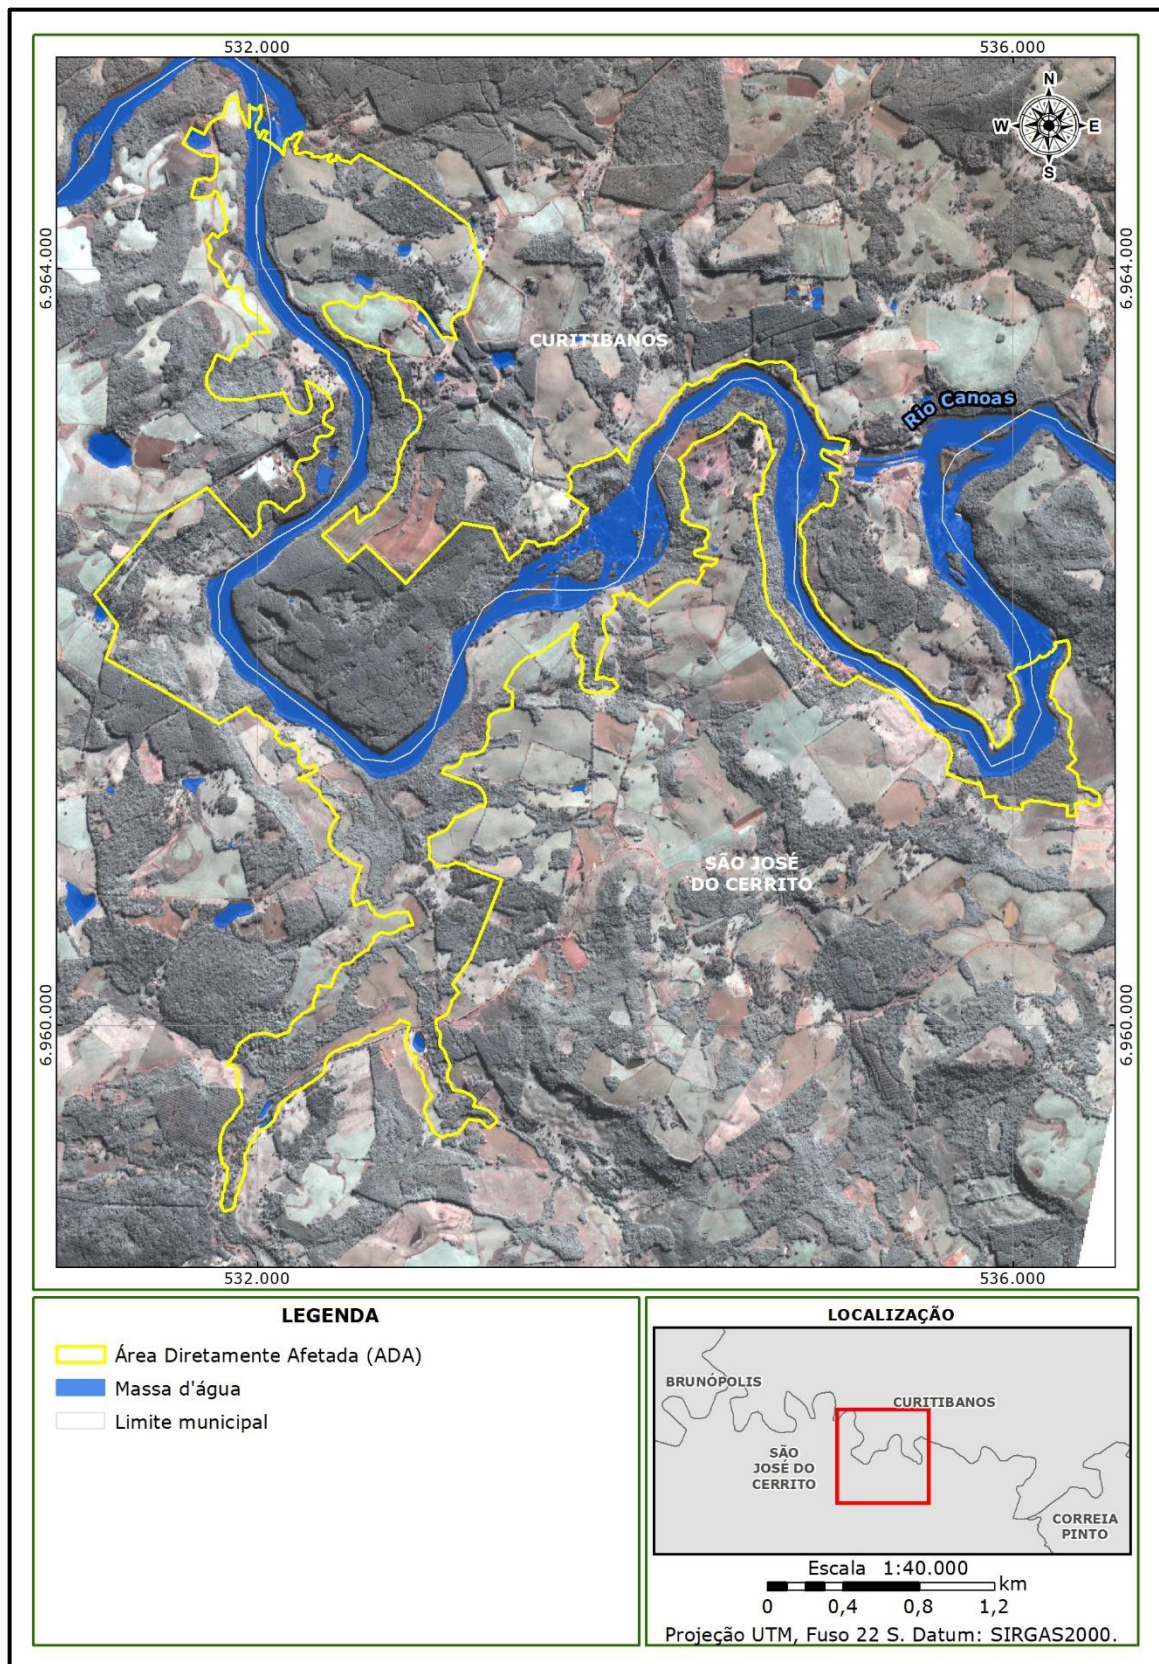 532.000
536.000
N
W
E
S
6.964.000
6.964.000
CURITIBANOS
Rio Canoas
SÃO JOSÉ
DO CERRITO
6.960.000
6.960.000
532.000
536.000
LEGENDA
Área Diretamente Afetada (ADA)
Massa d'água
Limite municipal
LOCALIZAÇÃO
BRUNÓPOLIS
CURITIBANOS
SÃO
JOSÉ DO
CERRITO
CORREIA
PINTO
Escala 1:40.000
km
0 0,4 0,8 1,2
Projeção UTM, Fuso 22 S. Datum: SIRGAS2000.